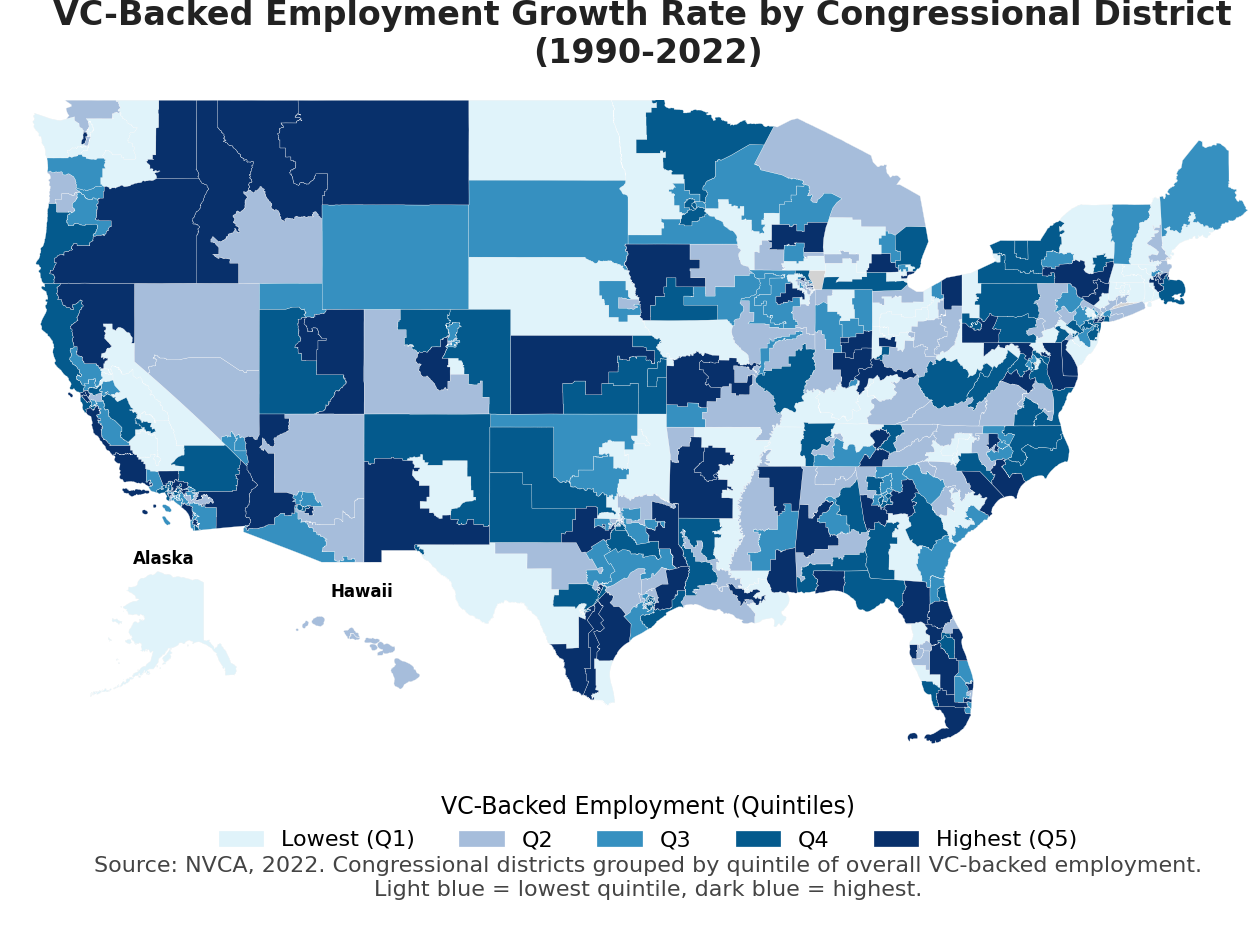 VC-Backed Employment Growth Rate by Congressional District
(1990-2022)
Alaska
Hawaii
VC-Backed Employment (Quintiles)
Lowest (Q1) Q2 Q3 Q4 Highest (Q5)
Source: NVCA, 2022. Congressional districts grouped by quintile of overall VC-backed employment.
Light blue = lowest quintile, dark blue = highest.